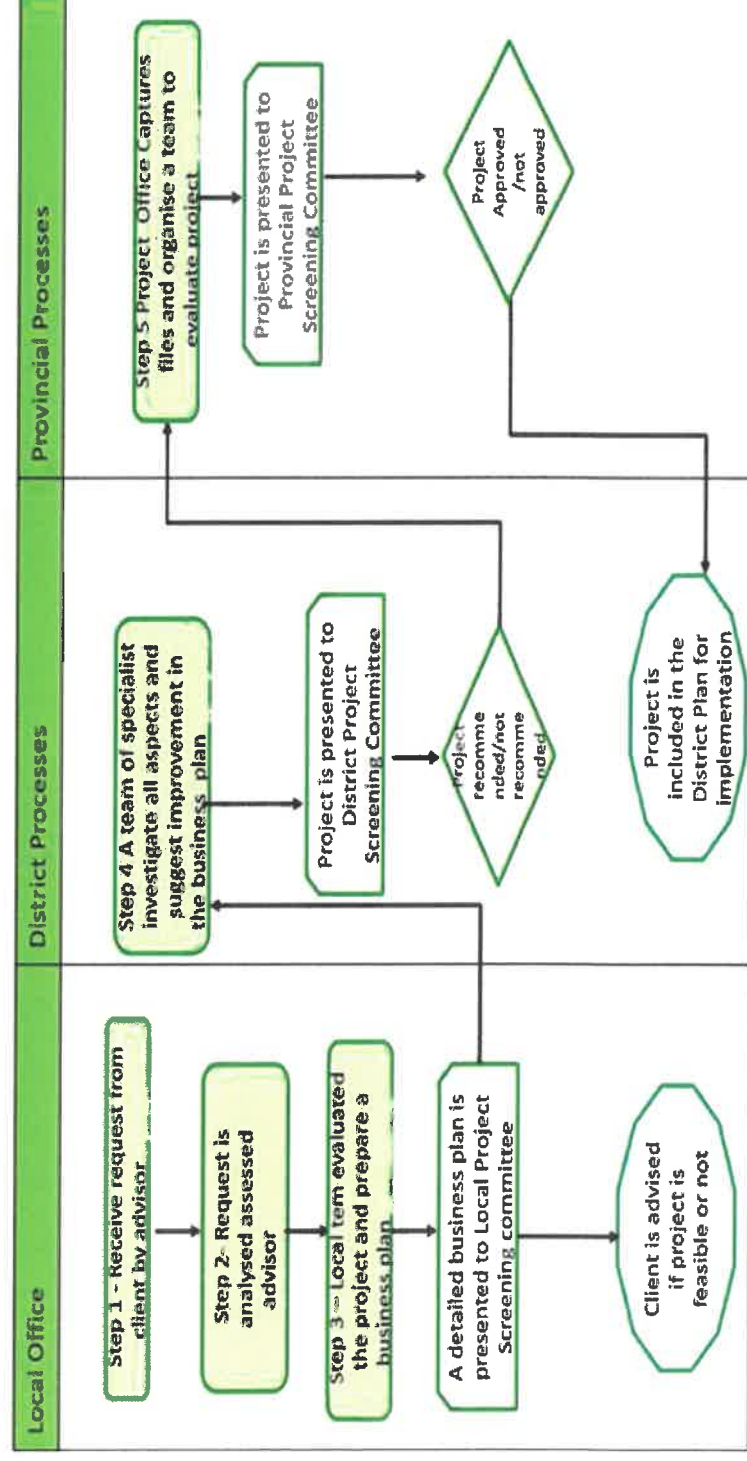 Local Office
Step 1 - Receive request from
client by advisor
Step 2- Request is
analysed assessed
advisor
Step 3 – Local tem evaluated
the project and prepare a
business plan
A detailed business plan is
presented to Local Project
Screening committee
Client is advised
if project is
feasible or not
District Processes
Step 4 A team of specialist
investigate all aspects and
suggest improvement in
the business plan
Project is presented to
District Project
Screening Committee
Project
recomme
nded/not
recomme
nded
Project is
included in the
District Plan for
implementation
Provincial Processes
Step 5 Project Office Captures
files and organise a team to
evaluate project
Project is presented to
Provincial Project
Screening Committee
Project
Approved
/not
approved